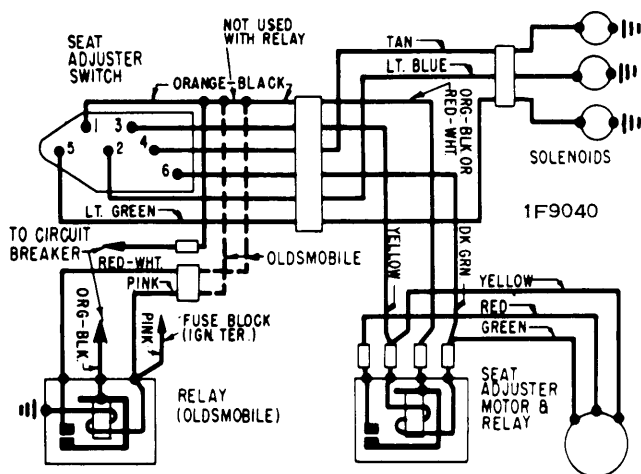 NOT USED
WITH RELAY
SEAT
ADJUSTER
SWITCH
TAN
LT. BLUE
ORANGE-BLACK
ORG-BLK OR
RED-WHT.
1
3
4
5
2
6
SOLENOIDS
LT. GREEN
1F9040
TO CIRCUIT
BREAKER
RED-WHT.
PINK
OLDSMOBILE
YELLOW
DK GRN
YELLOW
RED
GREEN
ORG-BLK.
PINK
FUSE BLOCK
(IGN. TER.)
RELAY
(OLDSMOBILE)
SEAT
ADJUSTER
MOTOR &
RELAY